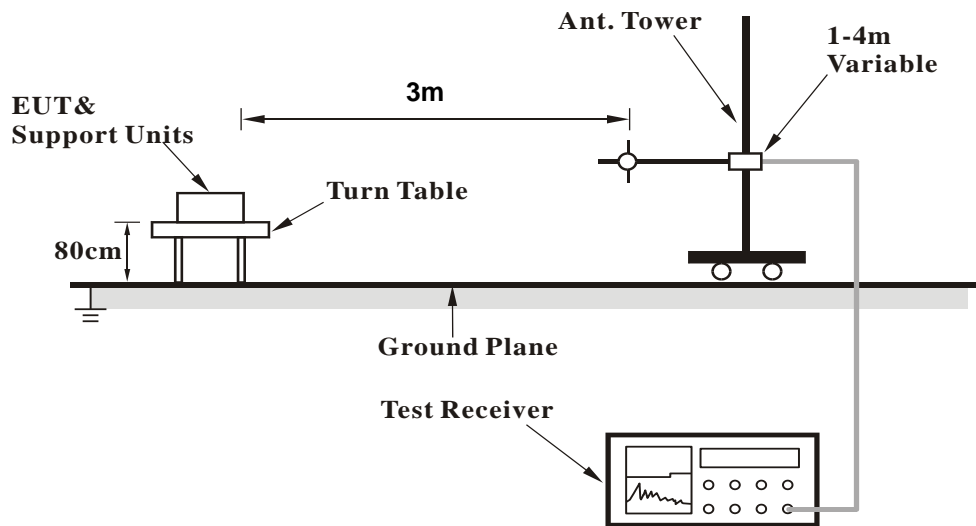 Ant. Tower
1-4m
Variable
3m
EUT&
Support Units
Turn Table
80cm
Ground Plane
Test Receiver